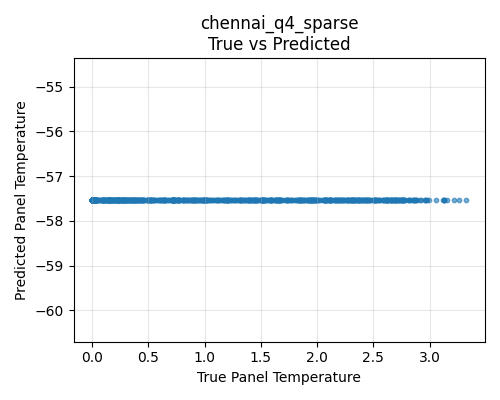 chennai_q4_sparse
True vs Predicted
Predicted Panel Temperature
−55
−56
−57
−58
−59
−60
0.0 0.5 1.0 1.5 2.0 2.5 3.0
True Panel Temperature